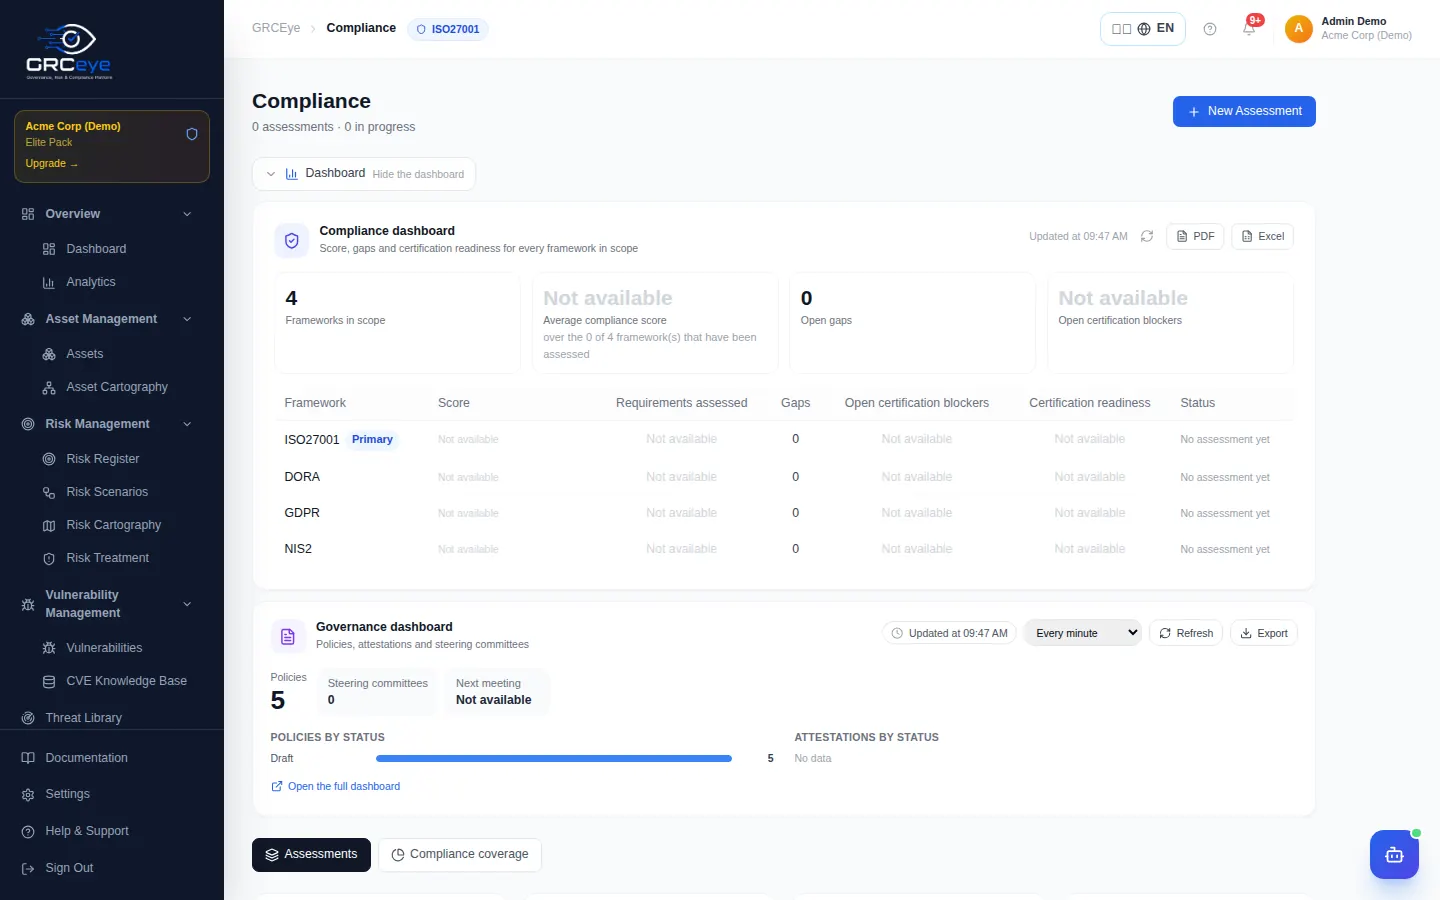 GRCeye
Governance, Risk & Compliance Platform
Acme Corp (Demo)
Elite Pack
Upgrade →
Overview
Dashboard
Analytics
Asset Management
Assets
Asset Cartography
Risk Management
Risk Register
Risk Scenarios
Risk Cartography
Risk Treatment
Vulnerability
Management
Vulnerabilities
CVE Knowledge Base
Threat Library
Documentation
Settings
Help & Support
Sign Out
GRCEye
Compliance
ISO27001
EN
9+
A
Admin Demo
Acme Corp (Demo)
Compliance
0 assessments · 0 in progress
New Assessment
Dashboard Hide the dashboard
Compliance dashboard
Score, gaps and certification readiness for every framework in scope
Updated at 09:47 AM
PDF
Excel
4
Frameworks in scope
Not available
Average compliance score
over the 0 of 4 framework(s) that have been
assessed
0
Open gaps
Not available
Open certification blockers
Framework Score Requirements assessed Gaps Open certification blockers Certification readiness Status
ISO27001 Primary Not available Not available 0 Not available Not available No assessment yet
DORA Not available Not available 0 Not available Not available No assessment yet
GDPR Not available Not available 0 Not available Not available No assessment yet
NIS2 Not available Not available 0 Not available Not available No assessment yet
Governance dashboard
Policies, attestations and steering committees
Updated at 09:47 AM
Every minute
Refresh
Export
Policies
5
Steering committees
0
Next meeting
Not available
POLICIES BY STATUS
Draft 5
Open the full dashboard
ATTESTATIONS BY STATUS
No data
Assessments
Compliance coverage